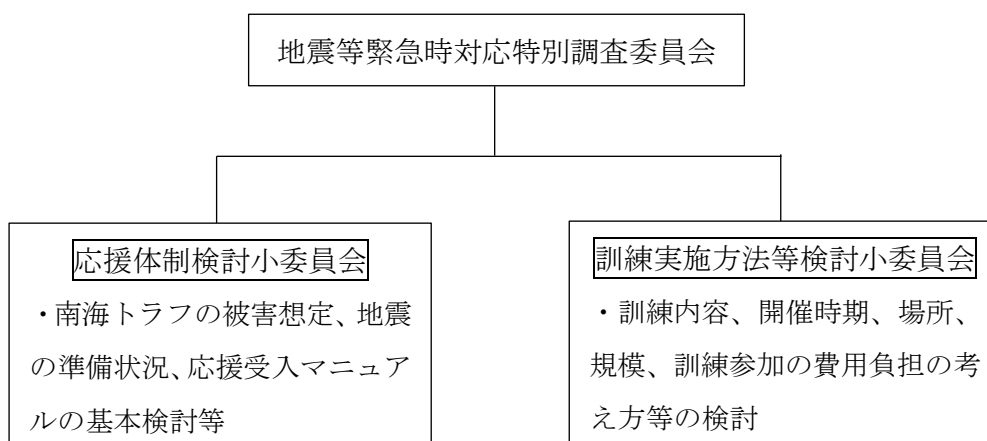 地震等緊急時対応特別調査委員会
応援体制検討小委員会
・南海トラフの被害想定、地震
の準備状況、応援受入マニュア
ルの基本検討等
訓練実施方法等検討小委員会
・訓練内容、開催時期、場所、
規模、訓練参加の費用負担の考
え方等の検討